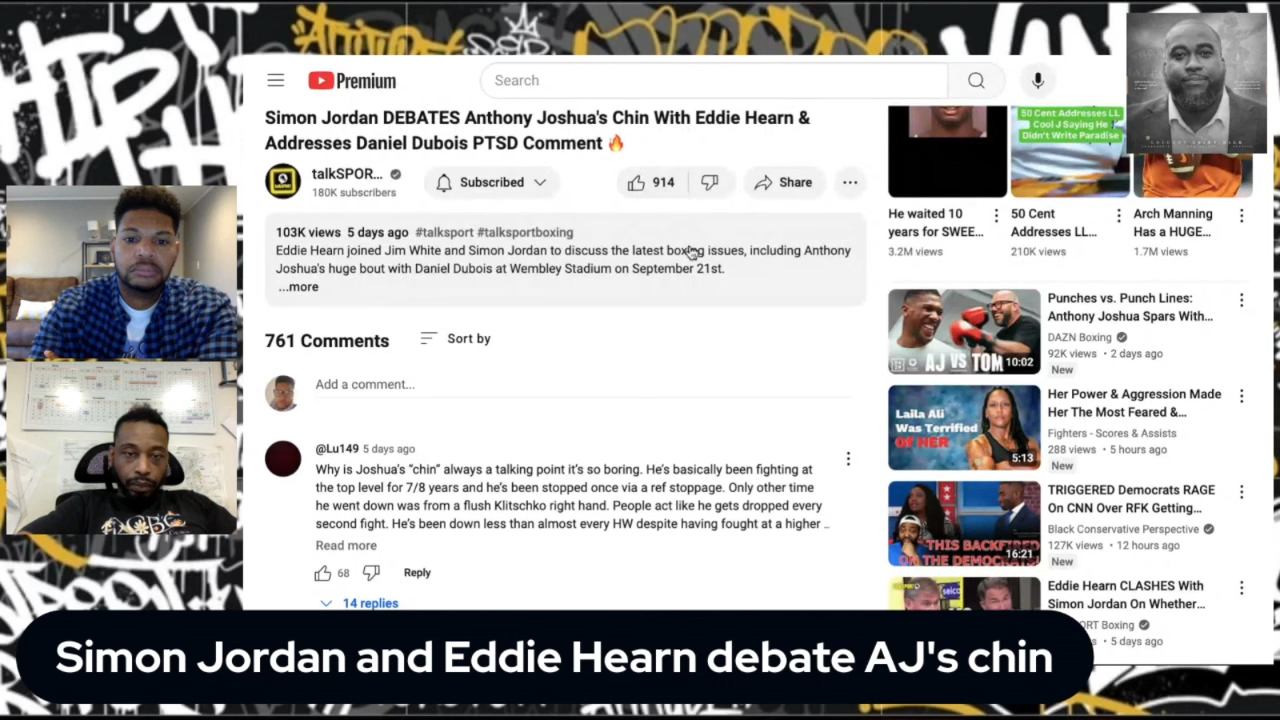 Premium
Search
Simon Jordan DEBATES Anthony Joshua's Chin With Eddie Hearn &
Addresses Daniel Dubois PTSD Comment 🔥
talkSPOR...
180K subscribers
Subscribed
914
Share
103K views 5 days ago #talksport #talksportboxing
Eddie Hearn joined Jim White and Simon Jordan to discuss the latest boxing issues, including Anthony
Joshua's huge bout with Daniel Dubois at Wembley Stadium on September 21st.
...more
761 Comments
Sort by
Add a comment...
@Lu149 5 days ago
Why is Joshua's “chin” always a talking point it's so boring. He's basically been fighting at
the top level for 7/8 years and he's been stopped once via a ref stoppage. Only other time
he went down was from a flush Klitschko right hand. People act like he gets dropped every
second fight. He's been down less than almost every HW despite having fought at a higher ...
Read more
68
Reply
14 replies
50 Cent Addresses LL
Cool J Saying He
Didn't Write Paradise
He waited 10
years for SWEE...
3.2M views
50 Cent
Addresses LL...
210K views
Arch Manning
Has a HUGE...
1.7M views
AJ VS TOM
10:02
Punches vs. Punch Lines:
Anthony Joshua Spars With...
DAZN Boxing
92K views • 2 days ago
New
Laila Ali
Was Terrified
OF HER
5:13
Her Power & Aggression Made
Her The Most Feared &...
Fighters - Scores & Assists
288 views • 5 hours ago
New
THIS BACKFIRED
ON THE DEMOCRATS!
16:21
TRIGGERED Democrats RAGE
On CNN Over RFK Getting...
Black Conservative Perspective
127K views • 12 hours ago
New
Eddie Hearn CLASHES With
Simon Jordan On Whether...
ORT Boxing
s • 5 days ago
Simon Jordan and Eddie Hearn debate AJ's chin